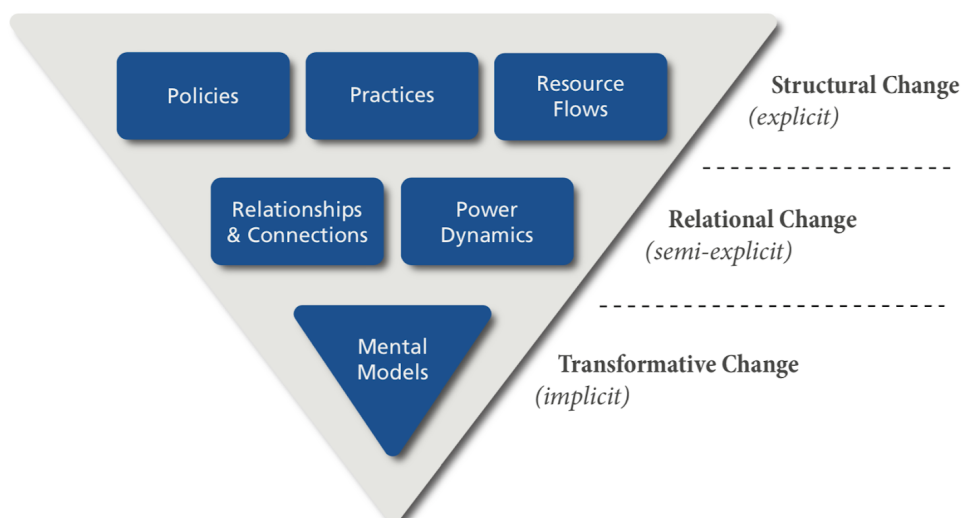 Policies
Practices
Resource
Flows
Structural Change
(explicit)
Relationships
& Connections
Power
Dynamics
Relational Change
(semi-explicit)
Mental
Models
Transformative Change
(implicit)